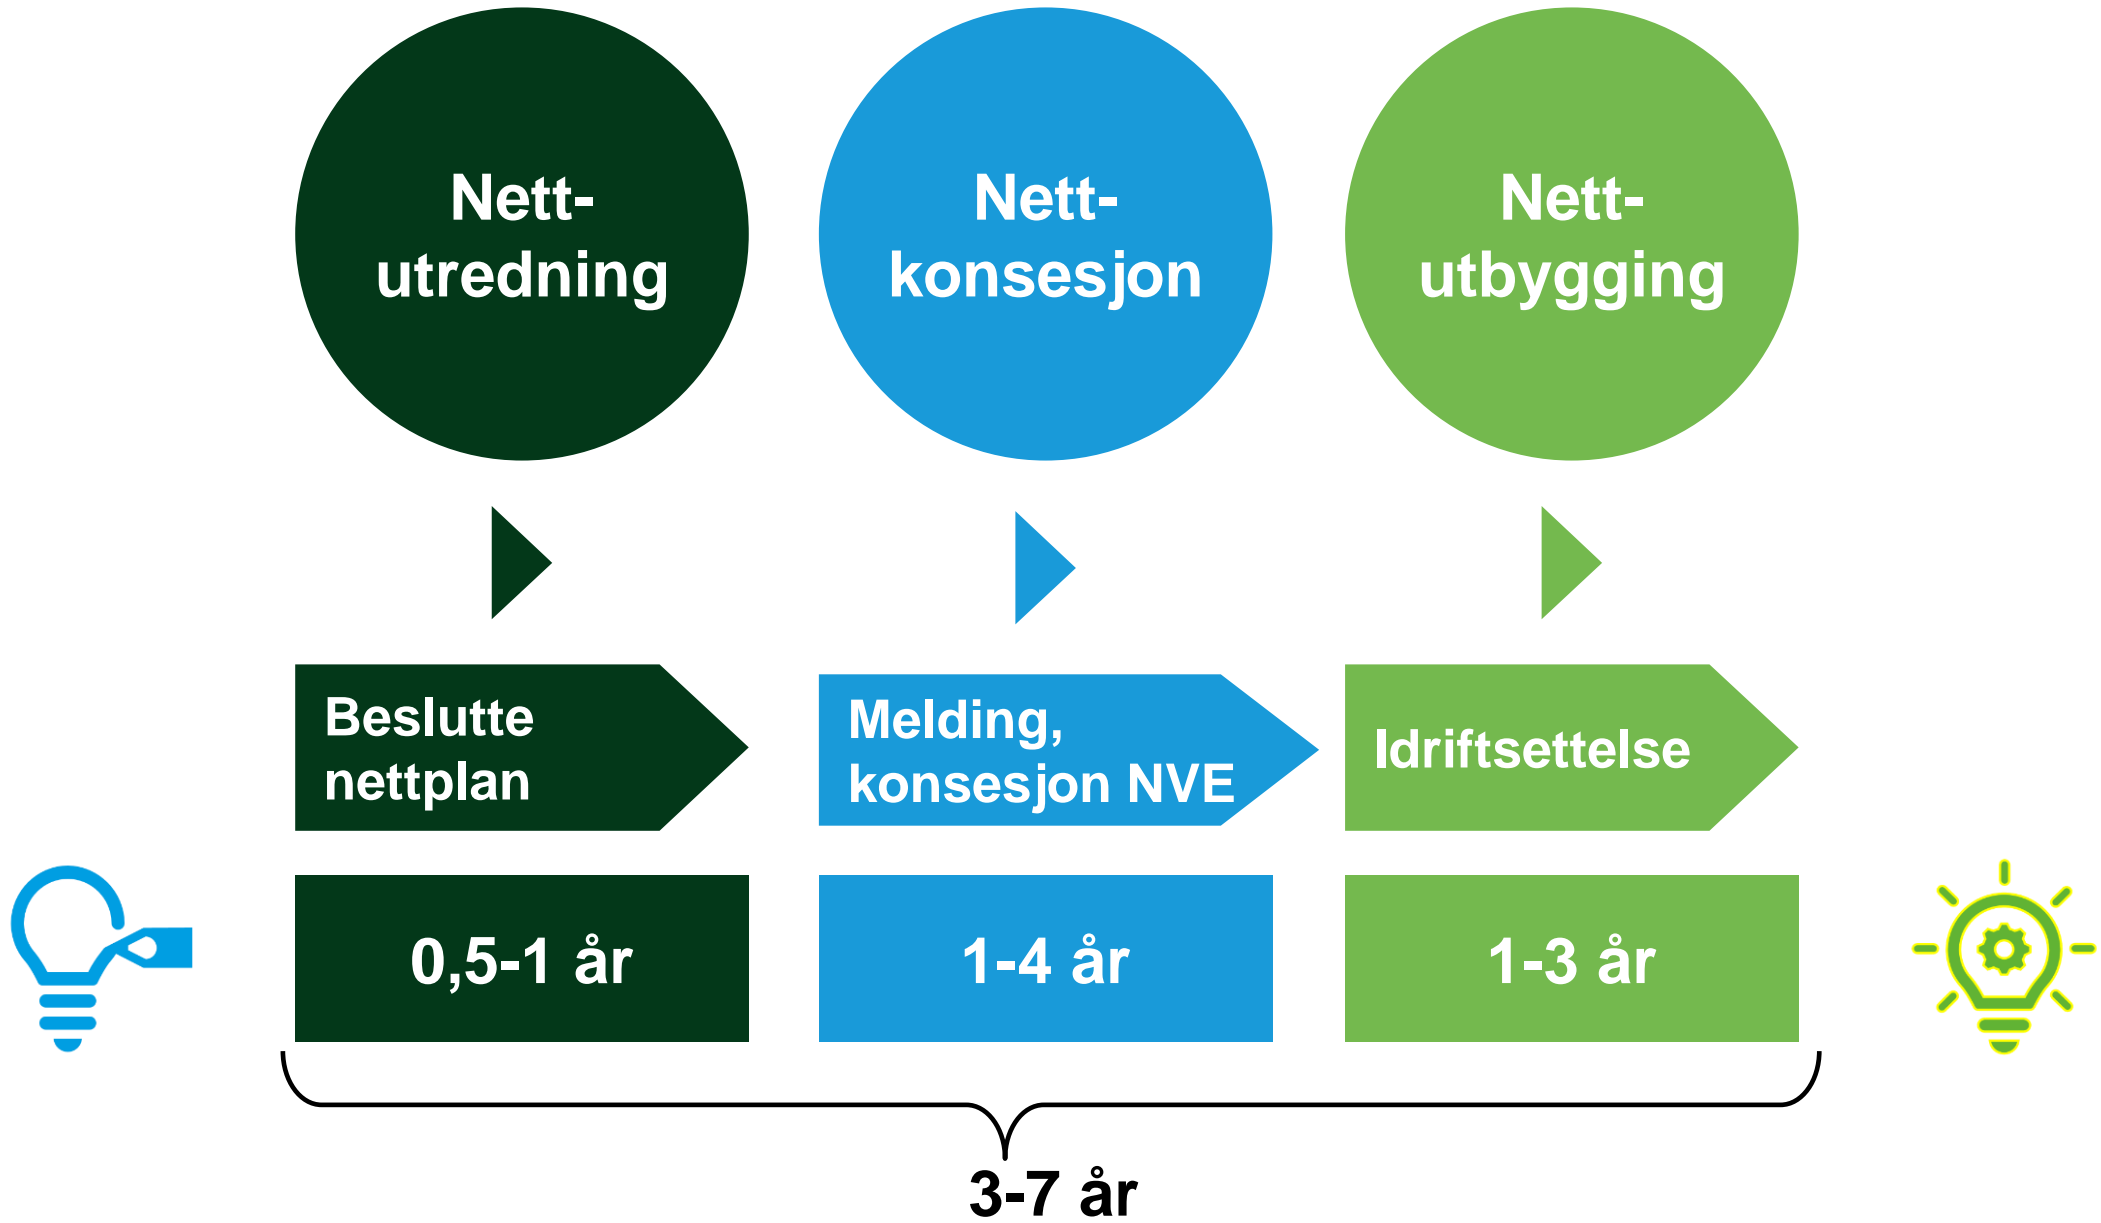 Nett-
utredning
Nett-
konsesjon
Nett-
utbygging
Beslutte
nettplan
Melding,
konsesjon NVE
Idriftsettelse
0,5-1 år
1-4 år
1-3 år
3-7 år